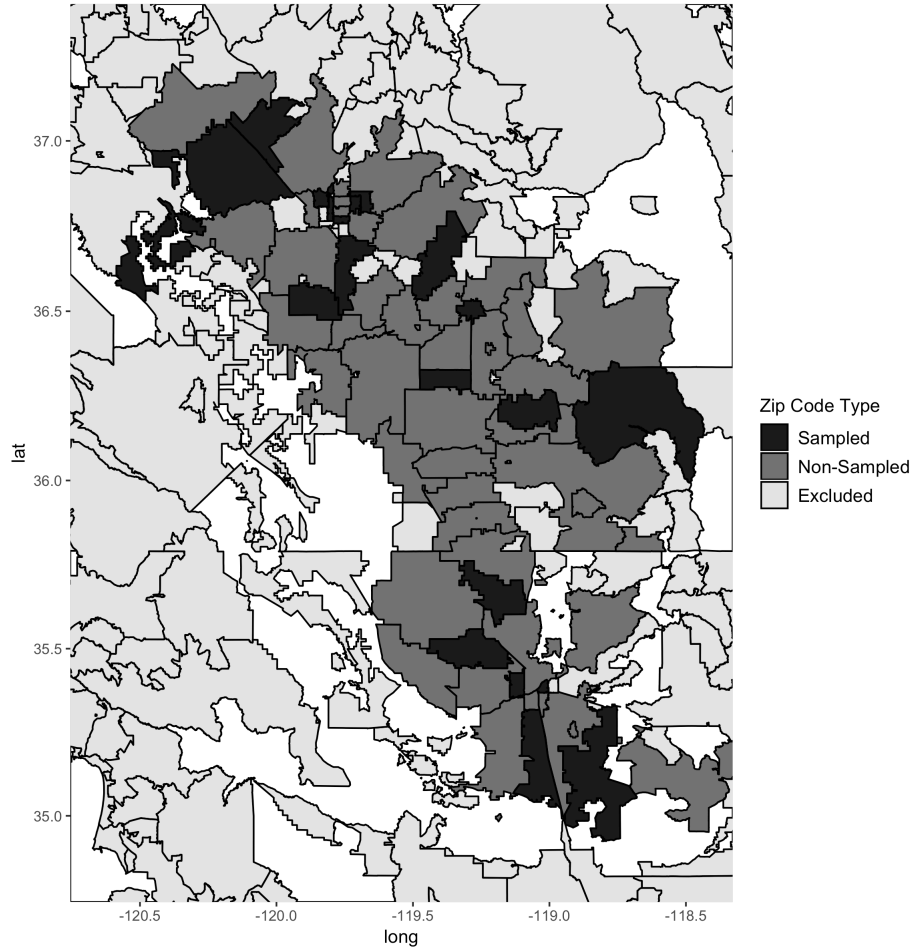 37.0
36.5
36.0
35.5
35.0
lat
-120.5
-120.0
-119.5
-119.0
-118.5
long
Zip Code Type
Sampled
Non-Sampled
Excluded